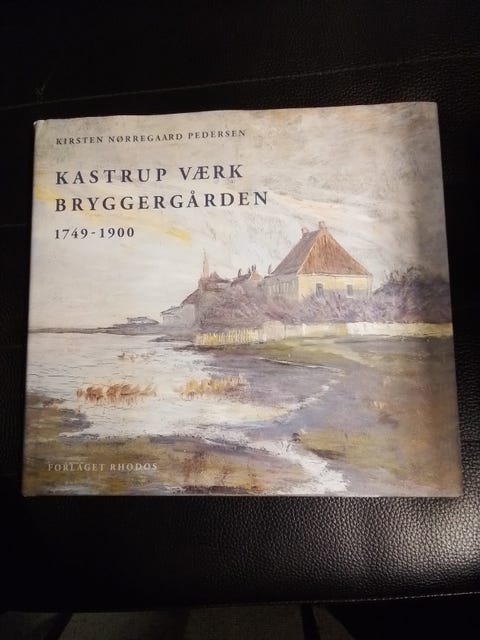 KIRSTEN NØRREGAARD PEDERSEN
KASTRUP VÆRK
BRYGGERGÅRDEN
1749-1900
FORLAGET RHODOS